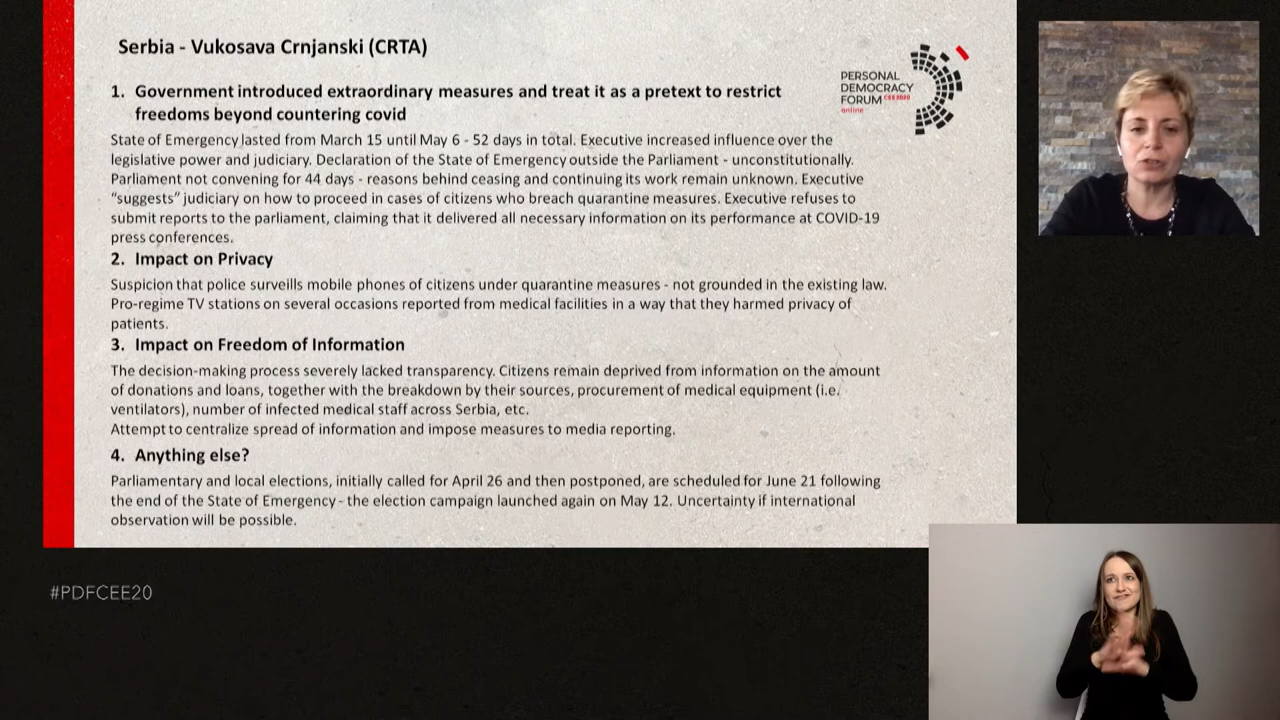 Serbia - Vukosava Crnjanski (CRTA)
PERSONAL
DEMOCRACY
FORUM CEE 2020
online
1. Government introduced extraordinary measures and treat it as a pretext to restrict
freedoms beyond countering covid
State of Emergency lasted from March 15 until May 6 - 52 days in total. Executive increased influence over the
legislative power and judiciary. Declaration of the State of Emergency outside the Parliament - unconstitutionally.
Parliament not convening for 44 days - reasons behind ceasing and continuing its work remain unknown. Executive
“suggests” judiciary on how to proceed in cases of citizens who breach quarantine measures. Executive refuses to
submit reports to the parliament, claiming that it delivered all necessary information on its performance at COVID-19
press conferences.
2. Impact on Privacy
Suspicion that police surveills mobile phones of citizens under quarantine measures - not grounded in the existing law.
Pro-regime TV stations on several occasions reported from medical facilities in a way that they harmed privacy of
patients.
3. Impact on Freedom of Information
The decision-making process severely lacked transparency. Citizens remain deprived from information on the amount
of donations and loans, together with the breakdown by their sources, procurement of medical equipment (i.e.
ventilators), number of infected medical staff across Serbia, etc.
Attempt to centralize spread of information and impose measures to media reporting.
4. Anything else?
Parliamentary and local elections, initially called for April 26 and then postponed, are scheduled for June 21 following
the end of the State of Emergency - the election campaign launched again on May 12. Uncertainty if international
observation will be possible.
#PDFCEE20